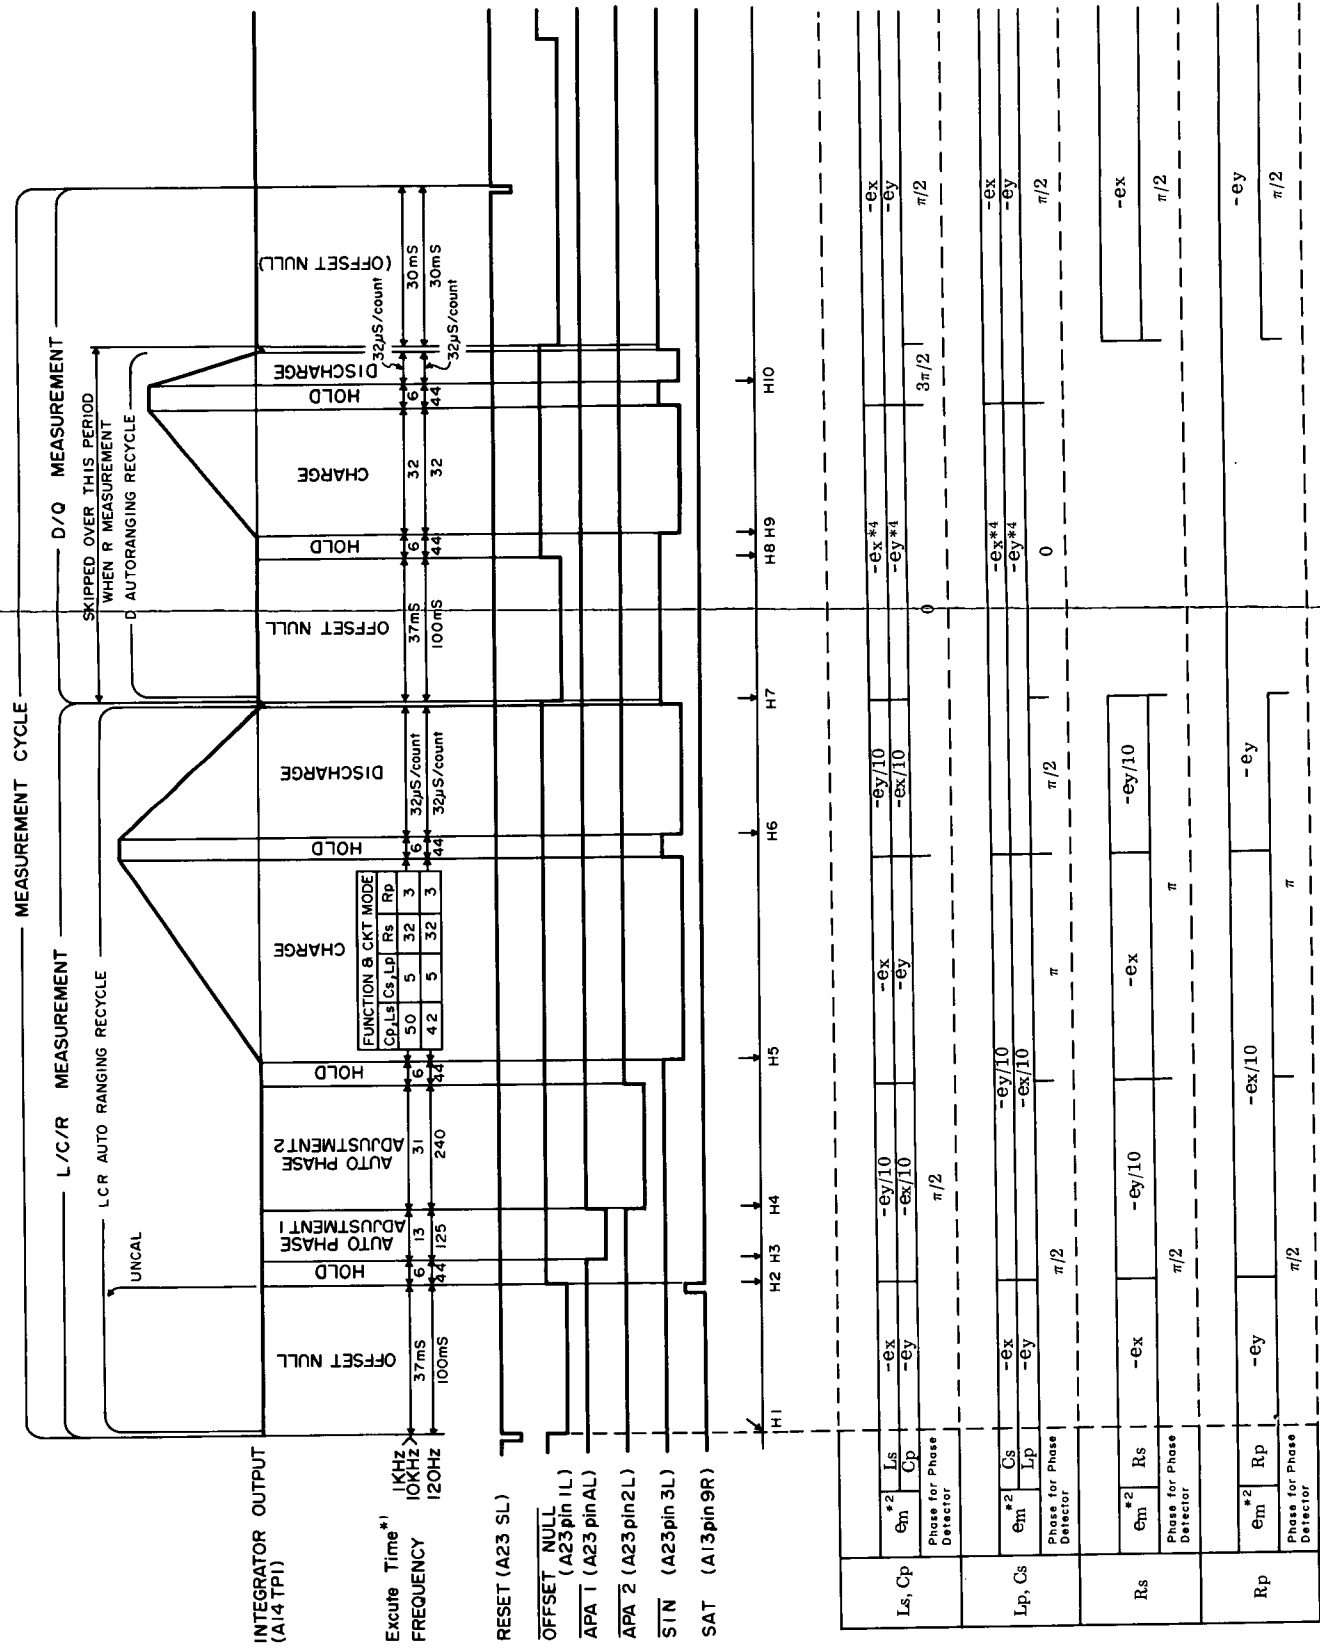 MEASUREMENT CYCLE
L/C/R MEASUREMENT
D/Q MEASUREMENT
SKIPPED OVER THIS PERIOD
WHEN R MEASUREMENT
LCR AUTO RANGING RECYCLE
D AUTORANGING RECYCLE
UNCAL
INTEGRATOR OUTPUT
(A14 TP1)
OFFSET NULL
HOLD
AUTO PHASE
ADJUSTMENT1
AUTO PHASE
ADJUSTMENT2
HOLD
CHARGE
HOLD
DISCHARGE
OFFSET NULL
HOLD
CHARGE
HOLD
DISCHARGE
(OFFSET NULL)
FUNCTION & CKT MODE
Cp,Ls Cs,Lp Rs Rp
50 5 32 3
42 5 32 3
Excute Time*1
FREQUENCY
1KHz
10KHz
37mS 6 13 31 6 6 32µS/count 37mS 6 32 6 32µS/count 30mS
120Hz
100mS 44 125 240 44 44 32µS/count 100mS 44 32 44 32µS/count 30mS
RESET (A23 SL)
OFFSET NULL
(A23 pin 1L)
APA 1 (A23 pin AL)
APA 2 (A23 pin 2L)
SIN (A23 pin 3L)
SAT (A13 pin 9R)
H1 H2 H3 H4 H5 H6 H7 H8 H9 H10
Ls, Cp
em*2 Ls -ex -ey/10 -ex -ey/10 -ex*4 -ex
Cp -ey -ex/10 -ey -ex/10 -ey*4 -ey
Phase for Phase
Detector
π/2 0 3π/2 π/2
Lp, Cs
em*2 Cs -ex -ey/10 -ex*4 -ex
Lp -ey -ex/10 -ey*4 -ey
Phase for Phase
Detector
π/2 π π/2 0 π/2
Rs
em*2 Rs -ex -ey/10 -ex -ey/10 -ex
Phase for Phase
Detector
π/2 π π/2
Rp
em*2 Rp -ey -ex/10 -ey -ey
Phase for Phase
Detector
π/2 π π/2